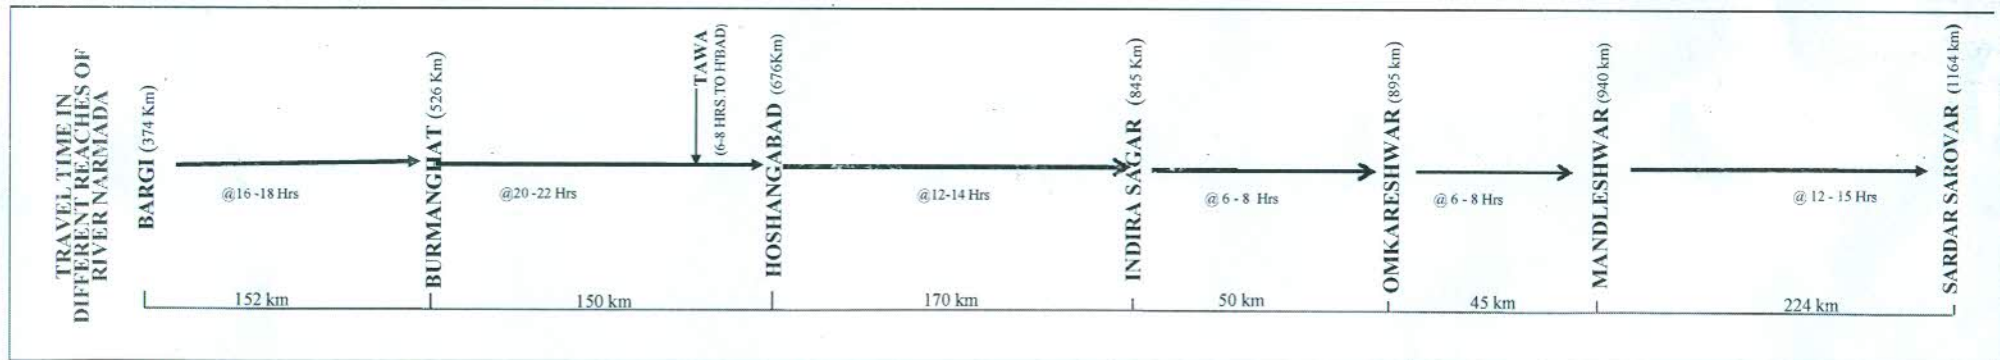 TRAVEL TIME IN
DIFFERENT REACHES OF
RIVER NARMADA
BARGI (374 Km)
BURMANGHAT (526 Km)
TAWA
(6-8 HRS.TO H'BAD)
HOSHANGABAD (676Km)
INDIRA SAGAR (845 Km)
OMKARESHWAR (895 km)
MANDLESHWAR (940 km)
SARDAR SAROVAR (1164 km)
@16 -18 Hrs
@20 -22 Hrs
@12-14 Hrs
@ 6 - 8 Hrs
@ 6 - 8 Hrs
@ 12 - 15 Hrs
152 km
150 km
170 km
50 km
45 km
224 km